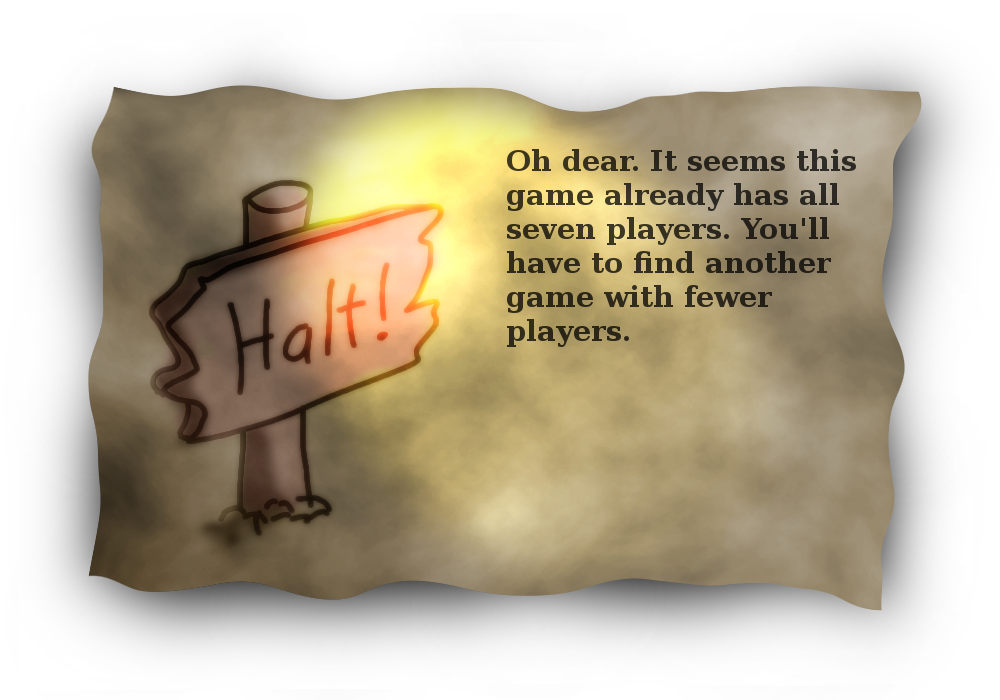 Halt!
Oh dear. It seems this
game already has all
seven players. You'll
have to find another
game with fewer
players.